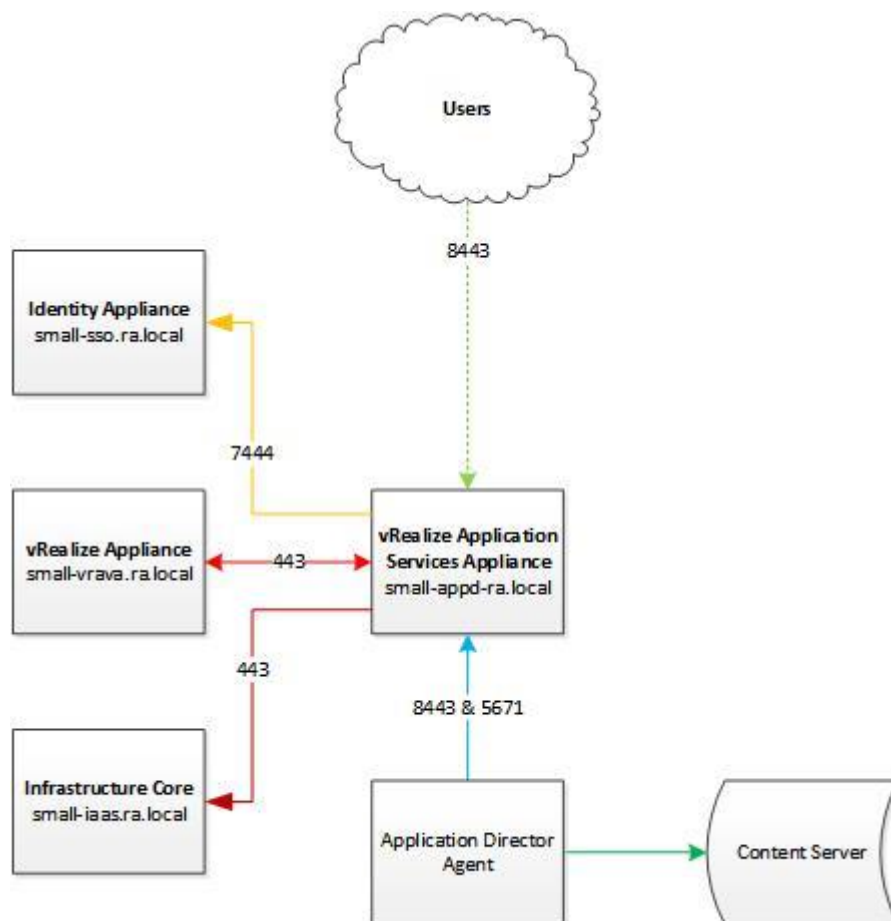 Users
8443
Identity Appliance
small-sso.ra.local
7444
vRealize Appliance
small-vrava.ra.local
443
vRealize Application
Services Appliance
small-appd-ra.local
443
8443 & 5671
Infrastructure Core
small-iaas.ra.local
Application Director
Agent
Content Server